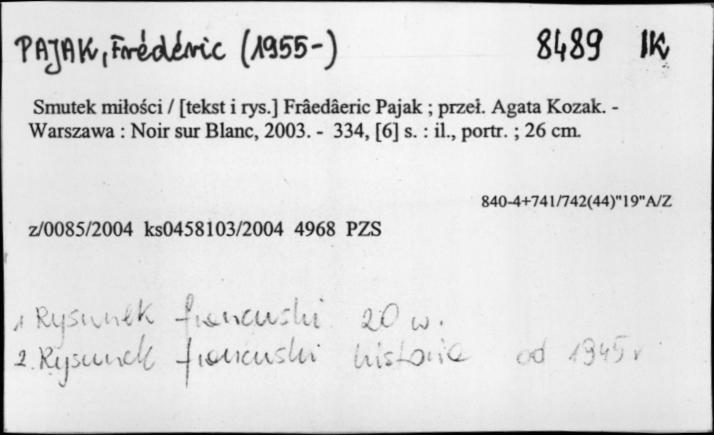 PAJAK, Frédéric (1955-) 8489 IK
Smutek miłości / [tekst i rys.] Frâedâeric Pajak ; przeł. Agata Kozak. -
Warszawa : Noir sur Blanc, 2003. - 334, [6] s. : il., portr. ; 26 cm.
840-4+741/742(44)"19"A/Z
z/0085/2004 ks0458103/2004 4968 PZS
1 Rysunek francuski 20 w.
2. Rysunek francuski historia od 1945 r